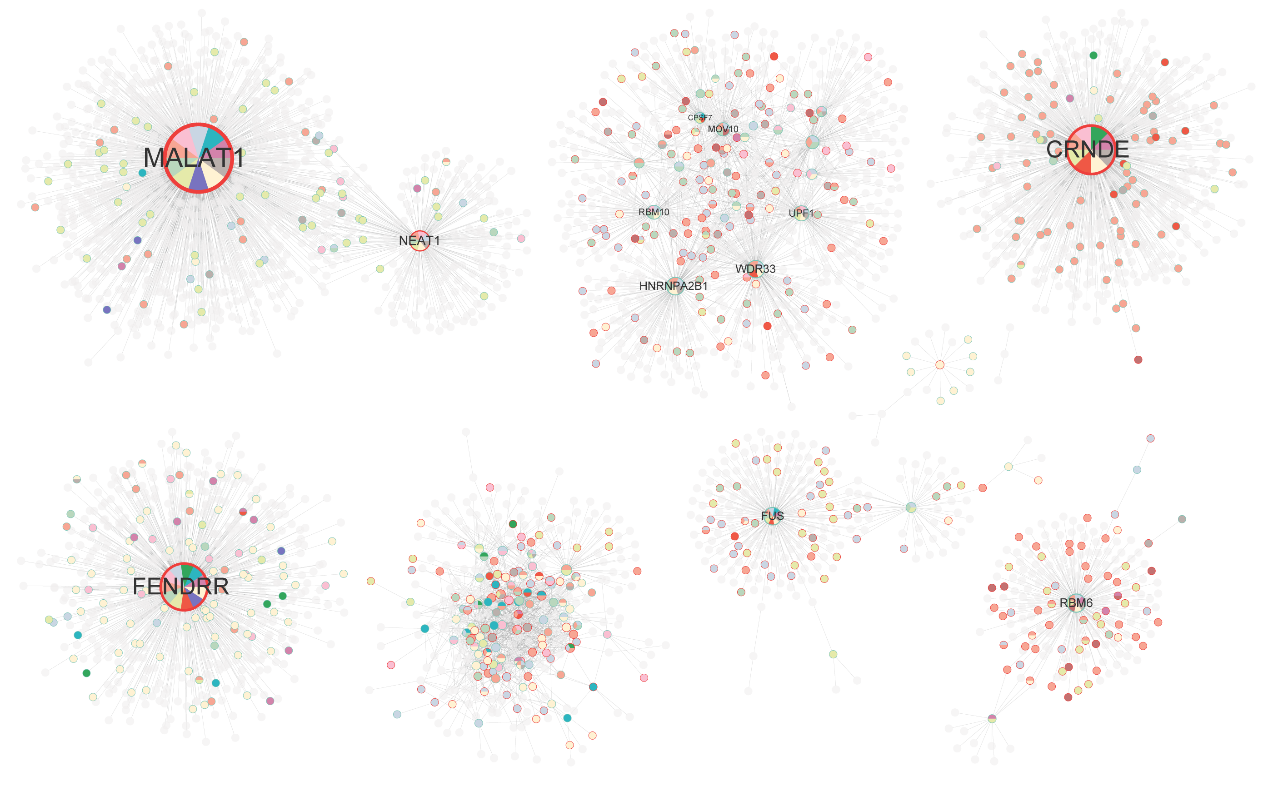 MALAT1
NEAT1
CPSF7
MOV10
RBM10
UPF1
WDR33
HNRNPA2B1
CRNDE
FENDRR
FUS
RBM6